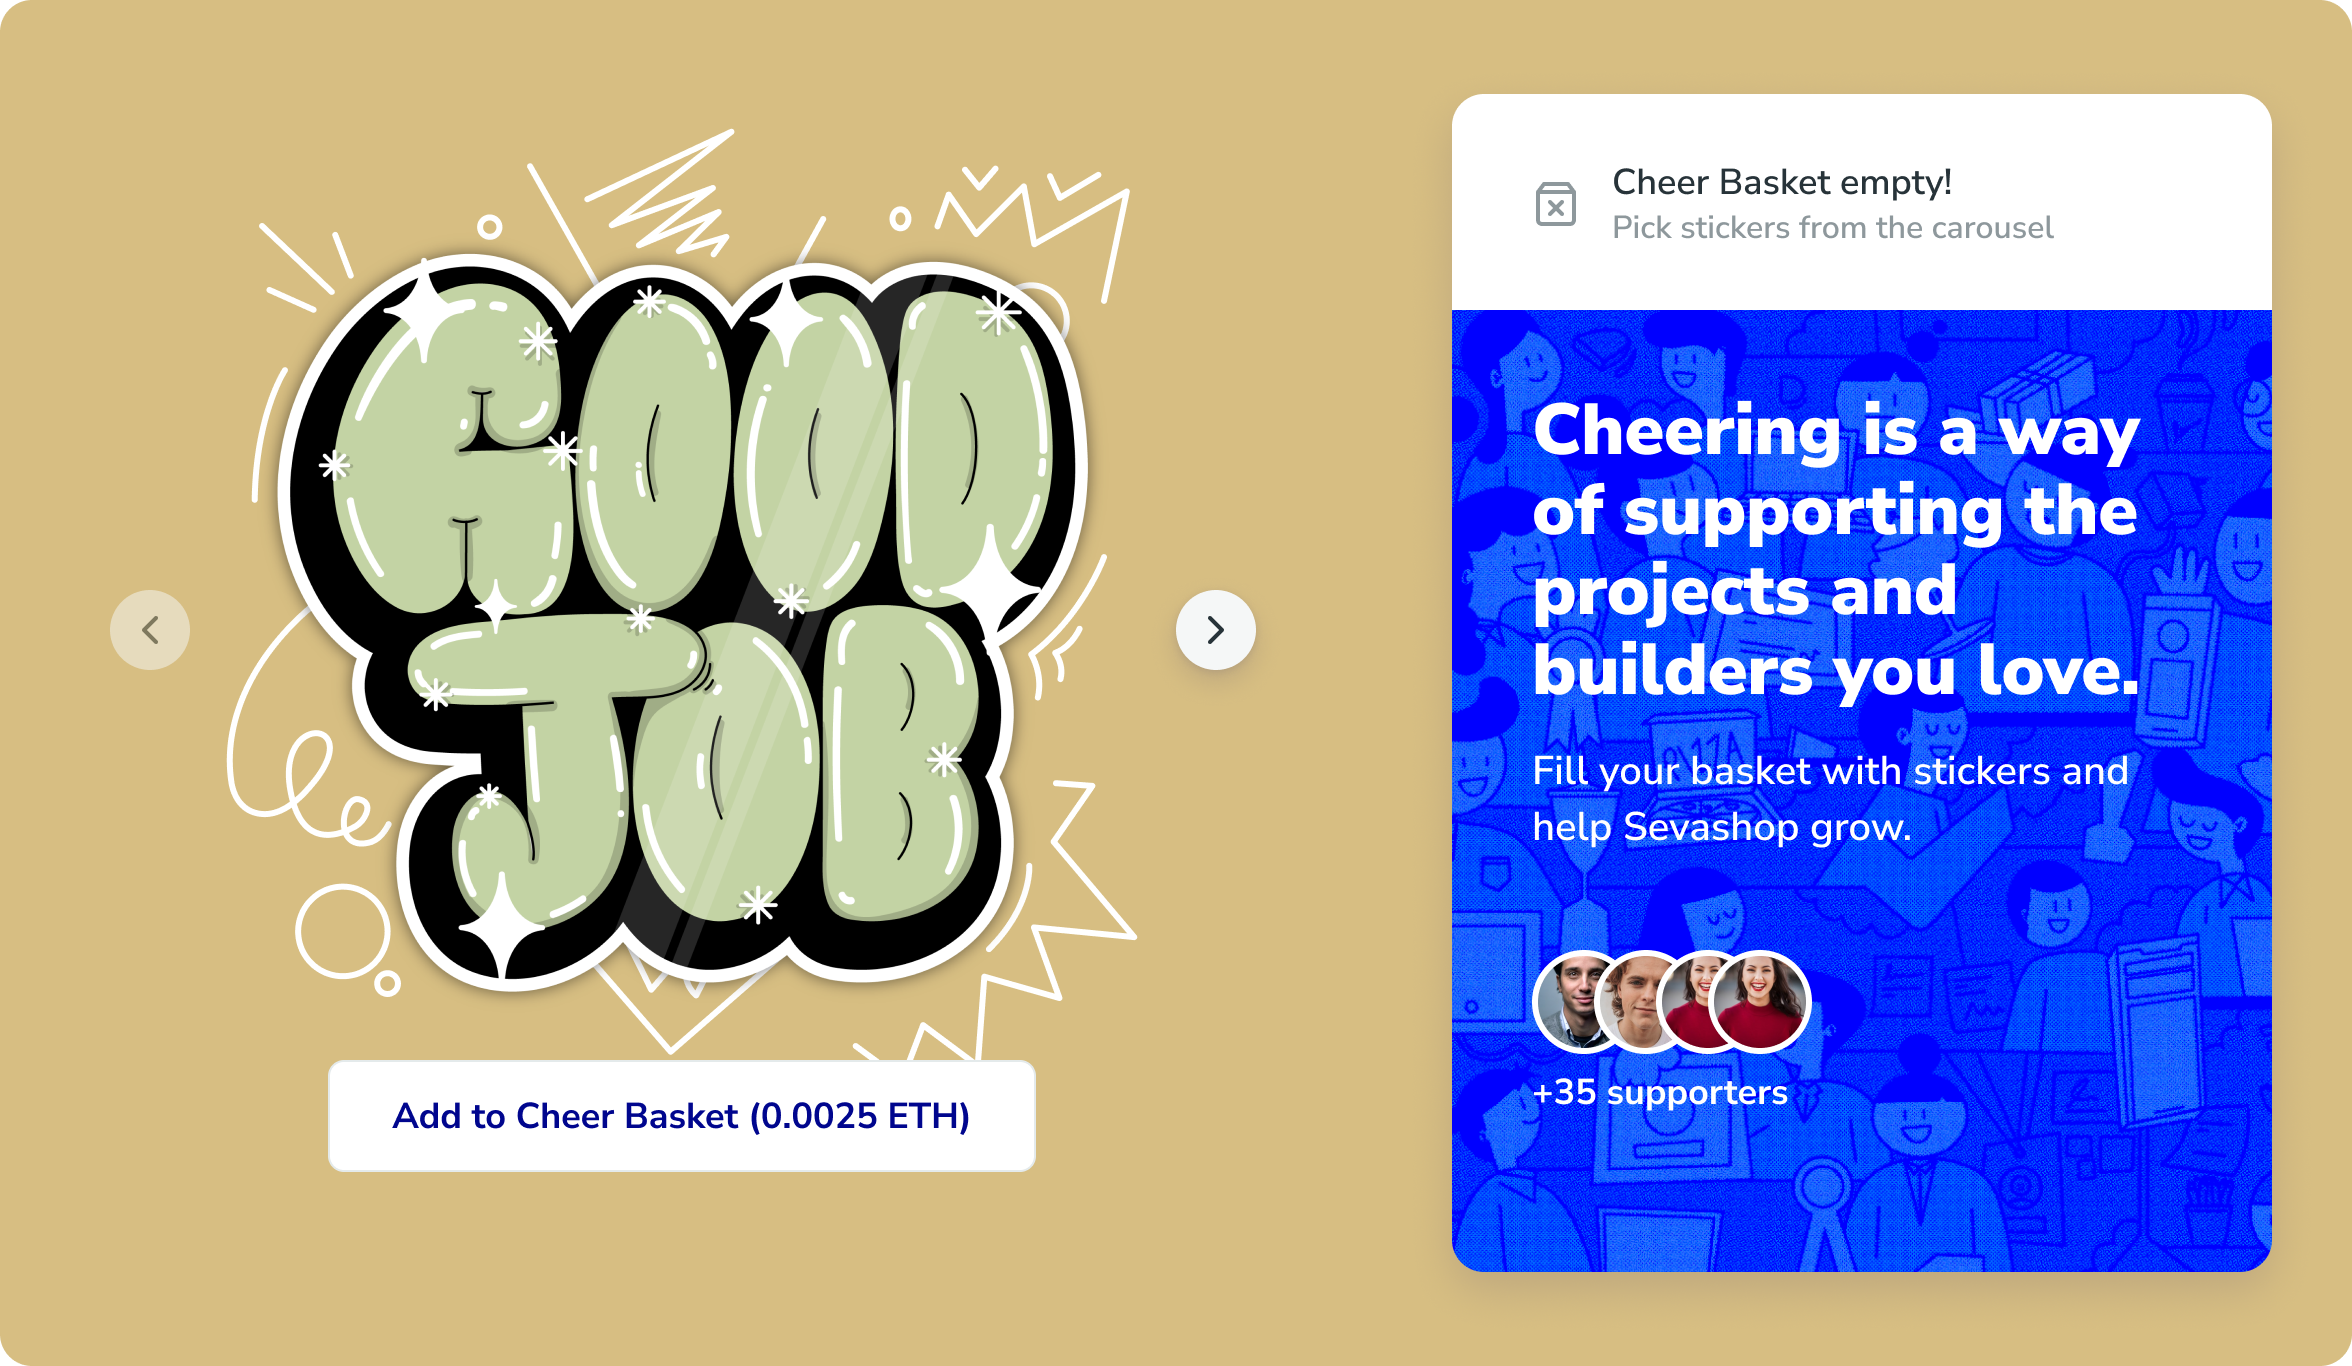 GOOD
JOB
Add to Cheer Basket (0.0025 ETH)
Cheer Basket empty!
Pick stickers from the carousel
Cheering is a way
of supporting the
projects and
builders you love.
Fill your basket with stickers and
help Sevashop grow.
+35 supporters